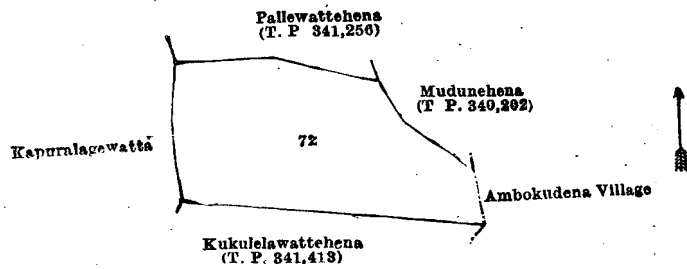 Pallewattehena
(T. P 341,256)
Mudunehena
(T P. 340,202)
Kapuralagewatta
72
Ambokudena Village
Kukulelawattehena
(T. P. 341,413)